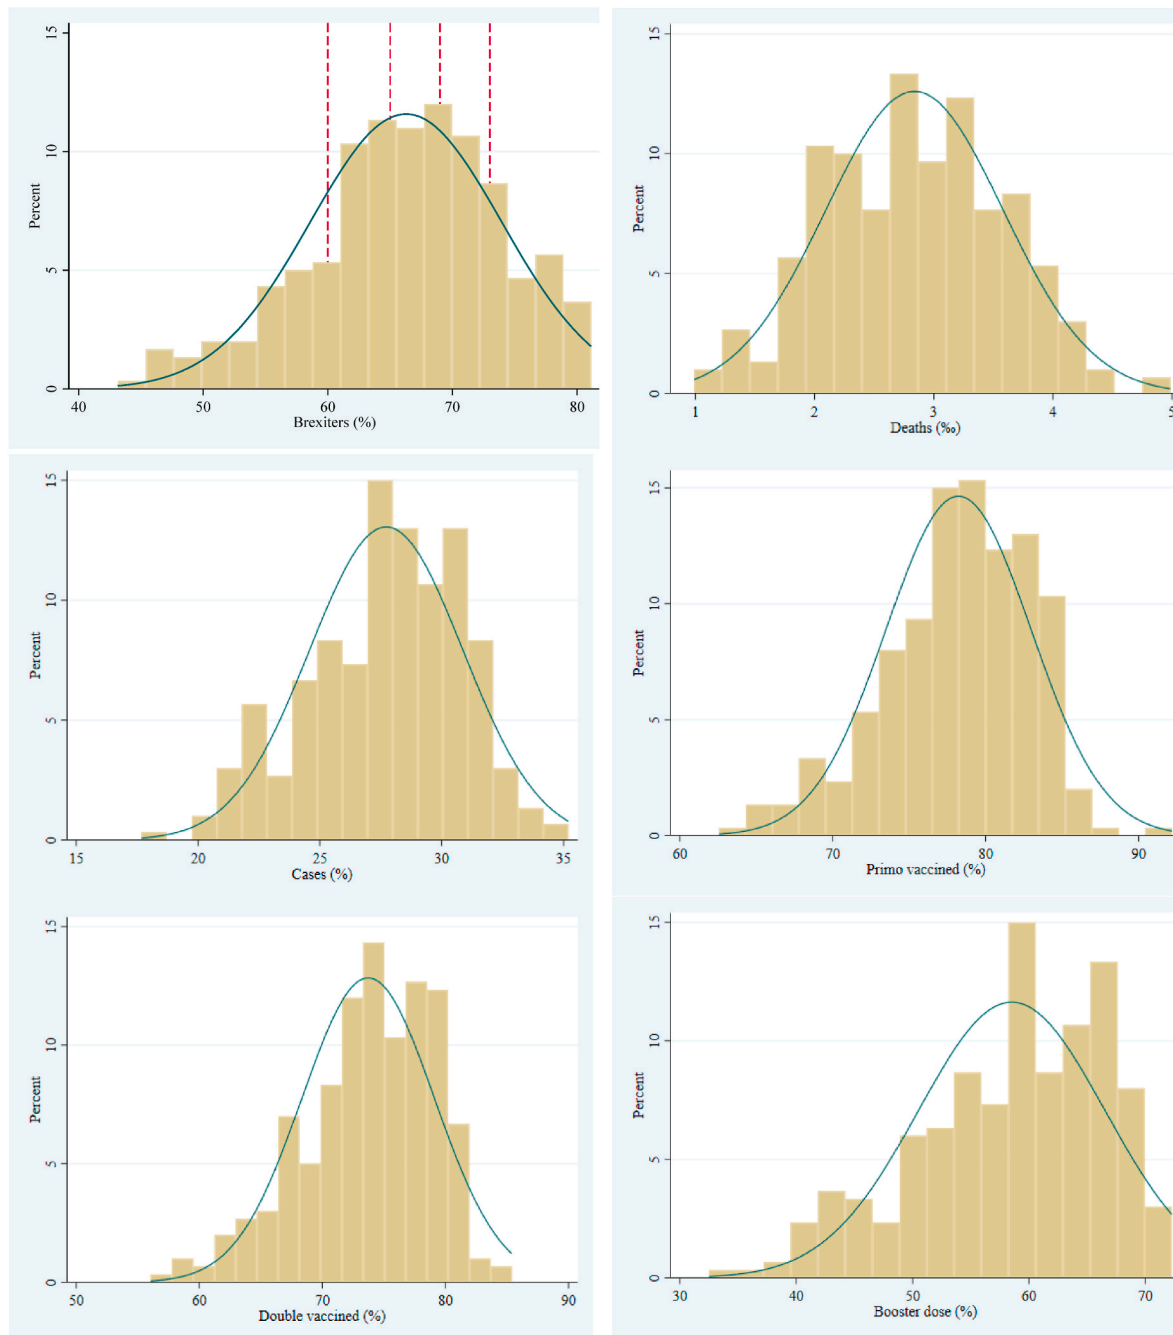 15
10
5
0
Percent
40 50 60 70 80
Brexiters (%)
15
10
5
0
Percent
1 2 3 4 5
Deaths (‰)
15
10
5
0
Percent
15 20 25 30 35
Cases (%)
15
10
5
0
Percent
60 70 80 90
Primo vaccined (%)
15
10
5
0
Percent
50 60 70 80 90
Double vaccined (%)
15
10
5
0
Percent
30 40 50 60 70
Booster dose (%)